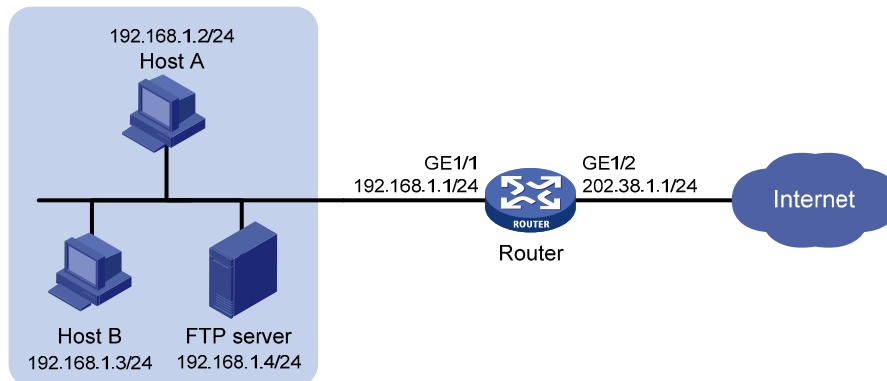 192.168.1.2/24
Host A
GE1/1
192.168.1.1/24
GE1/2
202.38.1.1/24
Internet
ROUTER
Router
Host B
192.168.1.3/24
FTP server
192.168.1.4/24